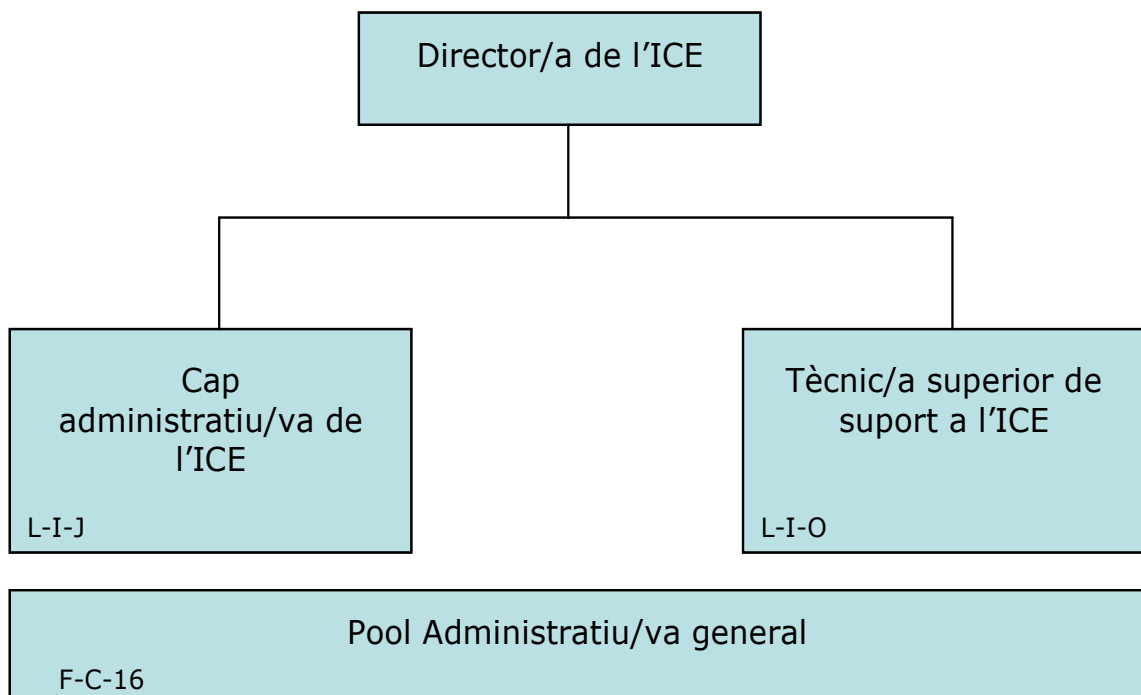 Director/a de l’ICE
Cap
administratiu/va de
l’ICE
L-I-J
Tècnic/a superior de
suport a l’ICE
L-I-O
Pool Administratiu/va general
F-C-16